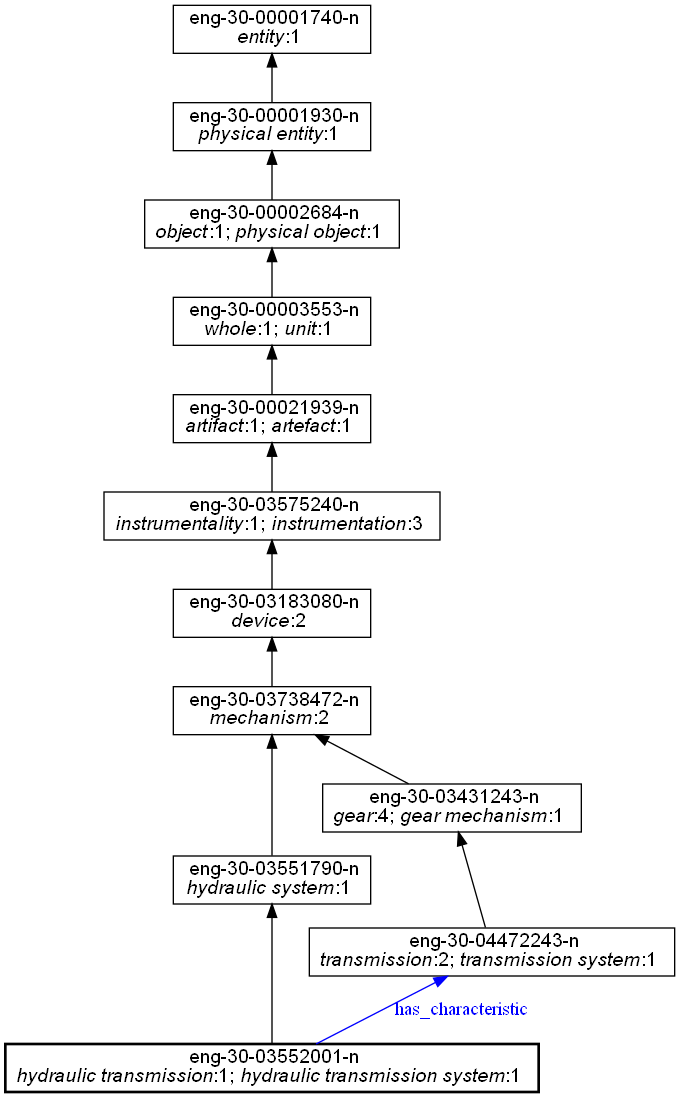 eng-30-00001740-n
entity:1
eng-30-00001930-n
physical entity:1
eng-30-00002684-n
object:1; physical object:1
eng-30-00003553-n
whole:1; unit:1
eng-30-00021939-n
artifact:1; artefact:1
eng-30-03575240-n
instrumentality:1; instrumentation:3
eng-30-03183080-n
device:2
eng-30-03738472-n
mechanism:2
eng-30-03431243-n
gear:4; gear mechanism:1
eng-30-03551790-n
hydraulic system:1
eng-30-04472243-n
transmission:2; transmission system:1
has_characteristic
eng-30-03552001-n
hydraulic transmission:1; hydraulic transmission system:1